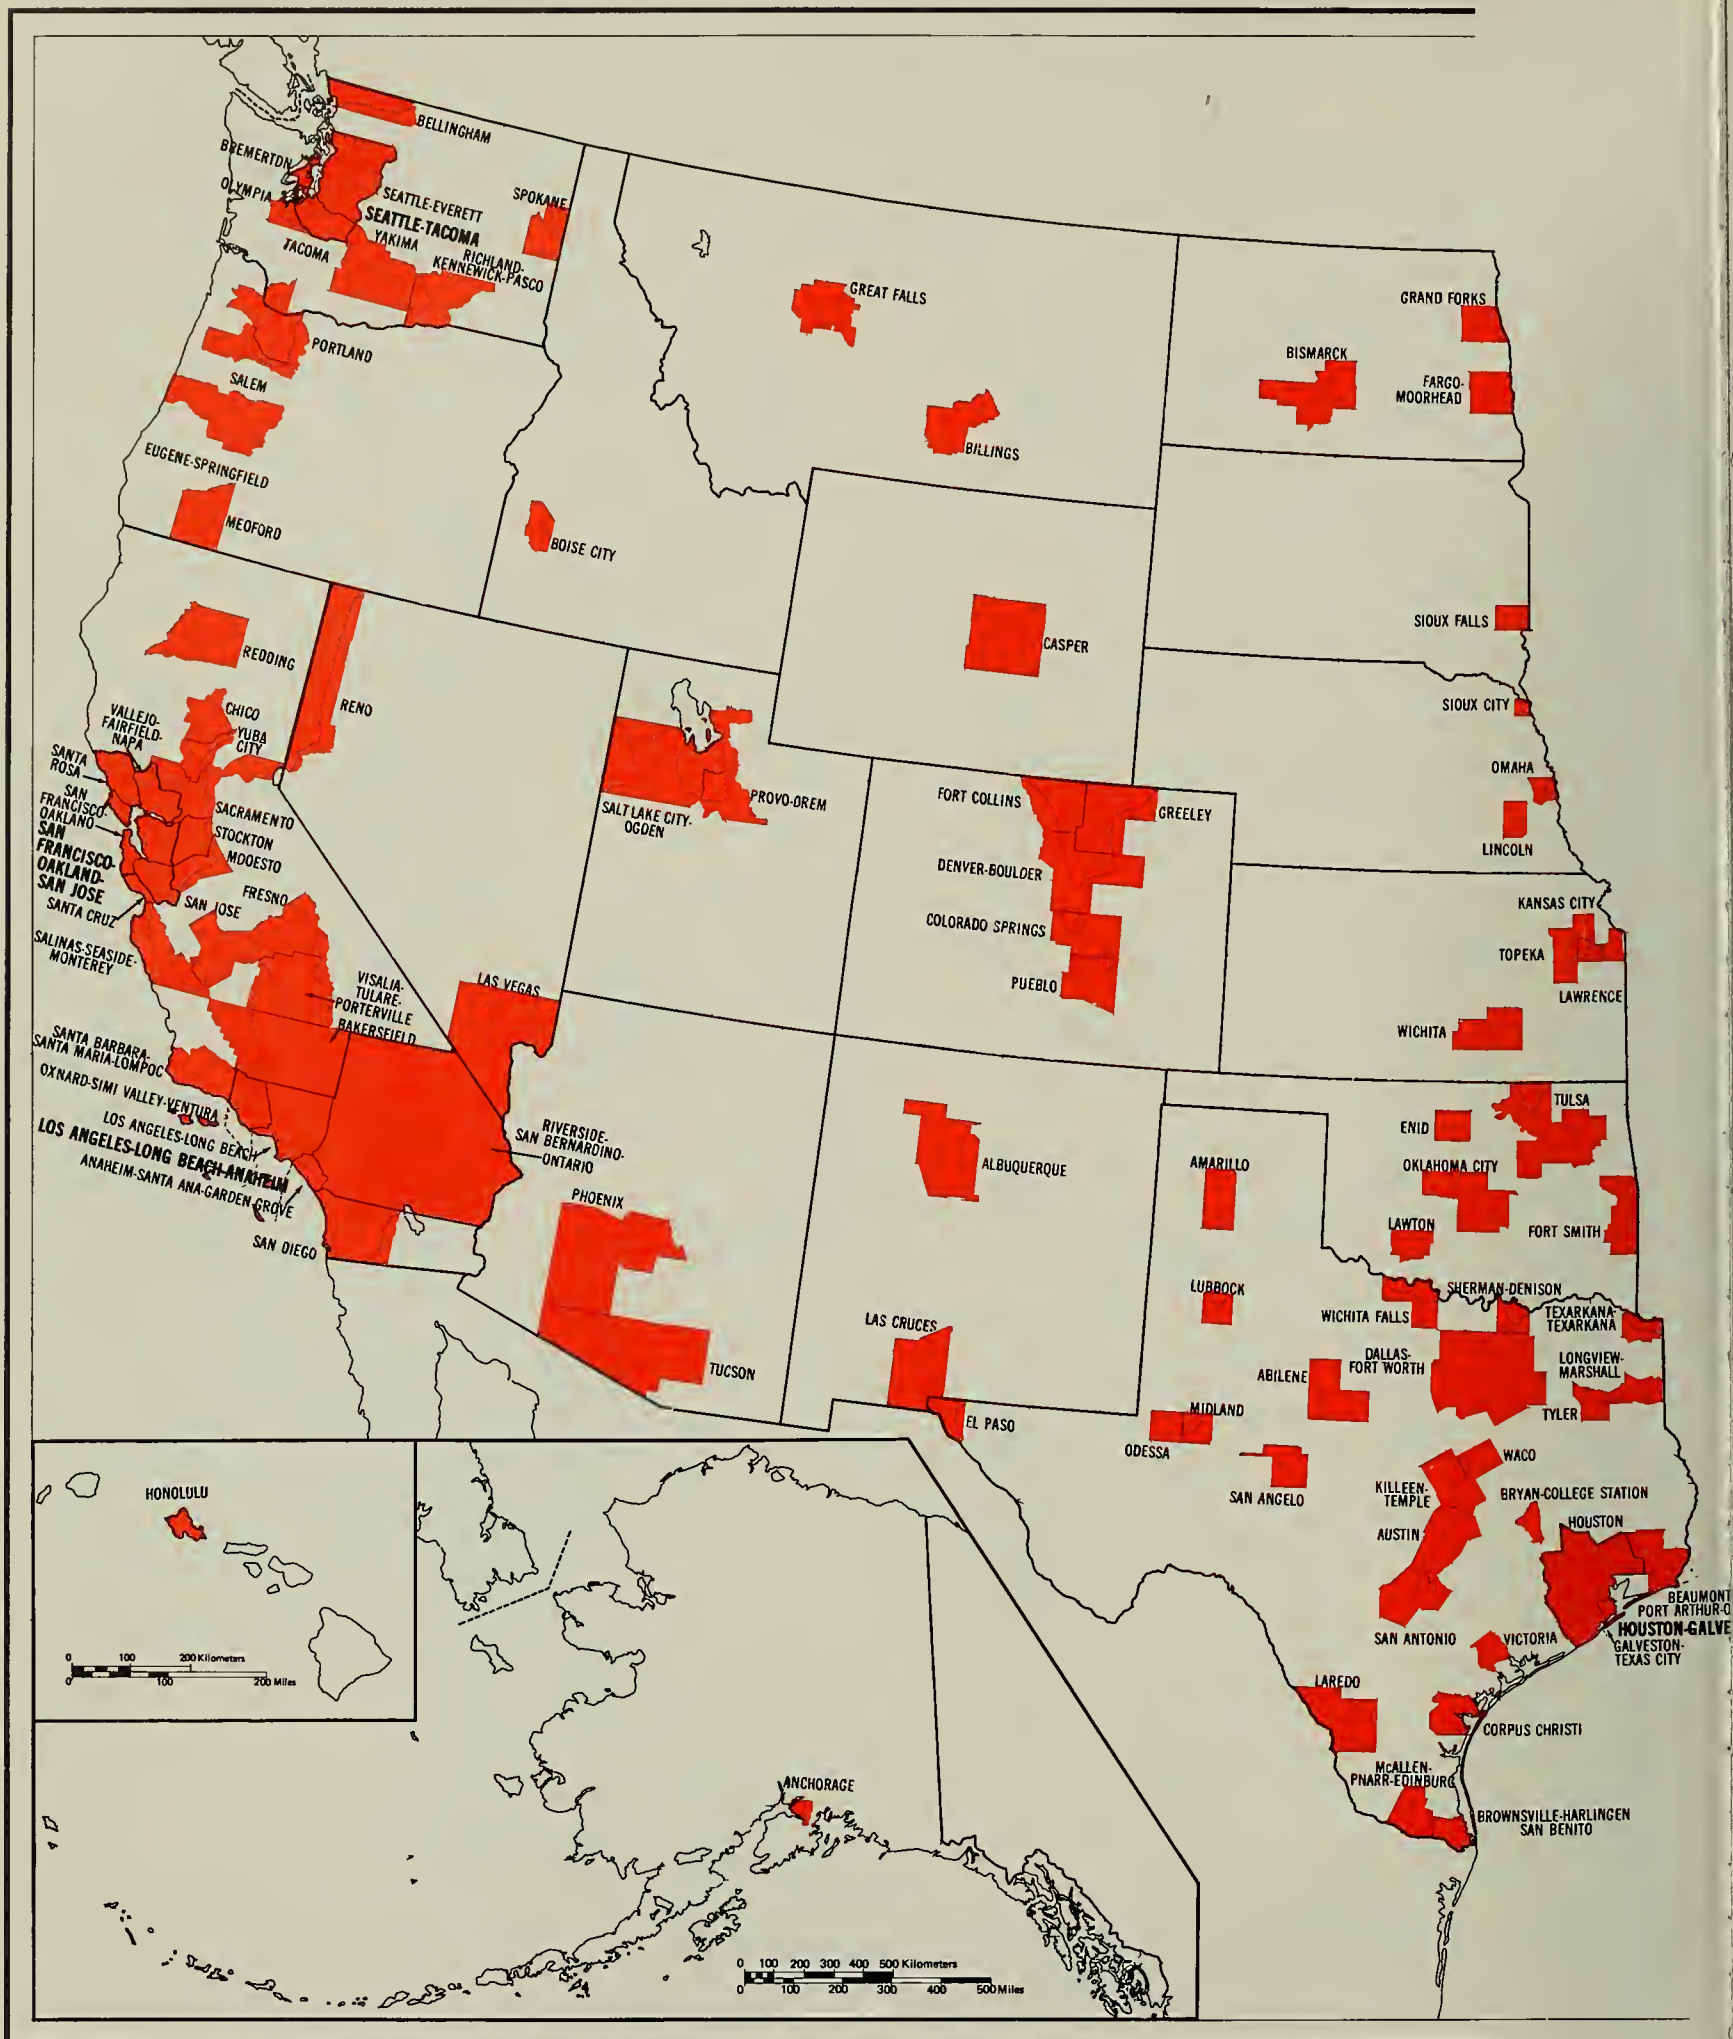 BELLINGHAM
BREMERTON
OLYMPIA
SEATTLE-EVERETT
SEATTLE-TACOMA
SPOKANE
TACOMA
YAKIMA
RICHLAND-
KENNEWICK-PASCO
PORTLAND
SALEM
EUGENE-SPRINGFIELD
MEOFORD
GREAT FALLS
BILLINGS
BISMARCK
GRAND FORKS
FARGO-
MOORHEAD
BOISE CITY
CASPER
SIOUX FALLS
SIOUX CITY
OMAHA
LINCOLN
REDDING
RENO
CHICO
YUBA
CITY
VALLEJO-
FAIRFIELD-
NAPA
SANTA
ROSA
SAN
FRANCISCO-
OAKLAND
SAN
FRANCISCO-
OAKLAND-
SAN JOSE
SANTA CRUZ
SACRAMENTO
STOCKTON
MDOESTO
FRESNO
SAN JOSE
SALINAS-SEASIDE-
MONTEREY
VISALIA-
TULARE-
PORTERVILLE
BAKERSFIELD
SANTA BARBARA-
SANTA MARIA-LOMPOC
OXNARD-SIMI VALLEY-VENTURA
LOS ANGELES-LONG BEACH
LOS ANGELES-LONG BEACH-ANAHEIM
ANAHEIM-SANTA ANA-GARDEN GROVE
SAN DIEGO
LAS VEGAS
RIVERSIDE-
SAN BERNARDINO-
ONTARIO
SALT LAKE CITY-
OGDEN
PROVO-OREM
FORT COLLINS
GREELEY
DENVER-BOULDER
COLORADO SPRINGS
PUEBLO
KANSAS CITY
TOPEKA
LAWRENCE
WICHITA
PHOENIX
TUCSON
ALBUQUERQUE
LAS CRUCES
EL PASO
TULSA
ENID
OKLAHOMA CITY
LAWTON
FORT SMITH
AMARILLO
LUBBOCK
SHERMAN-DENISON
WICHITA FALLS
TEXARKANA-
TEXARKANA
DALLAS-
FORT WORTH
LONGVIEW-
MARSHALL
TYLER
ABILENE
MIDLAND
ODESSA
SAN ANGELO
WACO
KILLEEN-
TEMPLE
BRYAN-COLLEGE STATION
AUSTIN
HOUSTON
BEAUMONT
PORT ARTHUR-O
HOUSTON-GALVE
GALVESTON-
TEXAS CITY
SAN ANTONIO
VICTORIA
LAREDO
CORPUS CHRISTI
McALLEN-
PNARR-EDINBURG
BROWNSVILLE-HARLINGEN
SAN BENITO
HONOLULU
0 100 200 Kilometers
0 100 200 Miles
ANCHORAGE
0 100 200 300 400 500 Kilometers
0 100 200 300 400 500 Miles